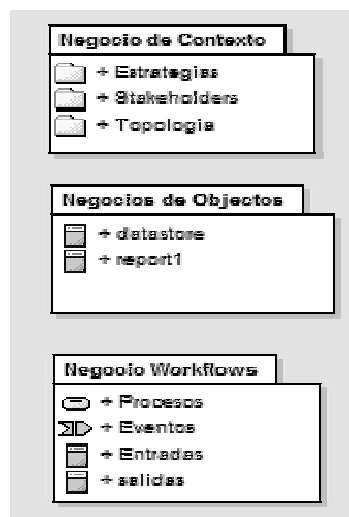 Negocio de Contexto
+ Estrategias
+ Stakeholders
+ Topologia
Negocios de Objectos
+ datastore
+ report1
Negocio Workflows
+ Procesos
+ Eventos
+ Entradas
+ salidas